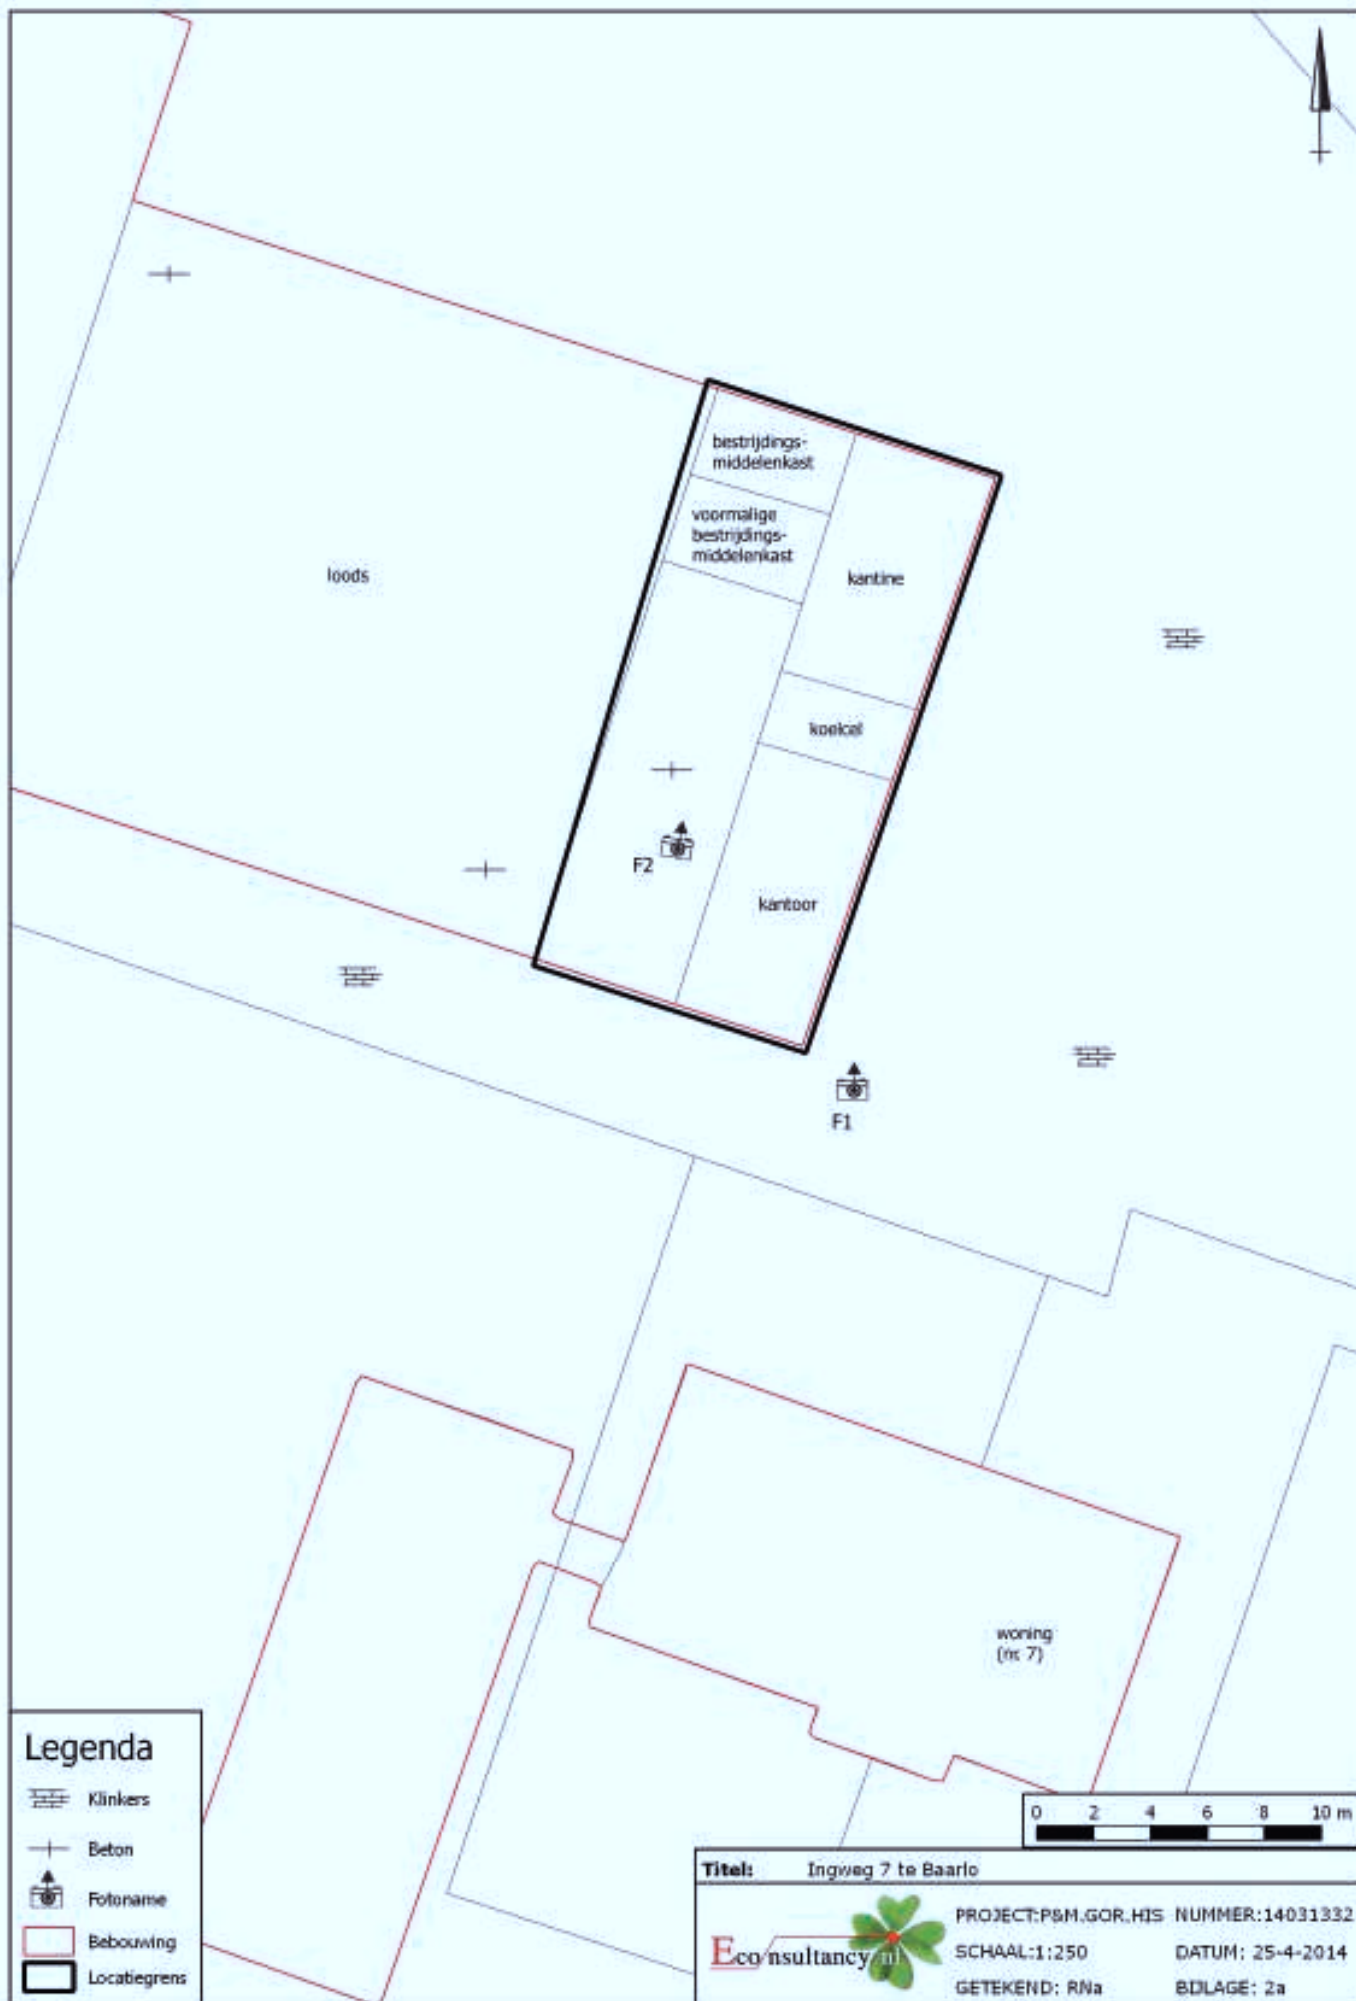 bestrijdings-
middelenkast
voormalige
bestrijdings-
middelenkast
loods
kantine
koelcel
F2
kantoor
F1
woning
(nr. 7)
Legenda
Klinkers
Beton
Fotoname
Bebouwing
Locatiegrens
0 2 4 6 8 10 m
Titel: Ingweg 7 te Baarlo
Econsultancy.nl
PROJECT:P&M.GOR.HIS NUMMER:14031332
SCHAAL:1:250 DATUM: 25-4-2014
GETEKEND: RNa BIJLAGE: 2a